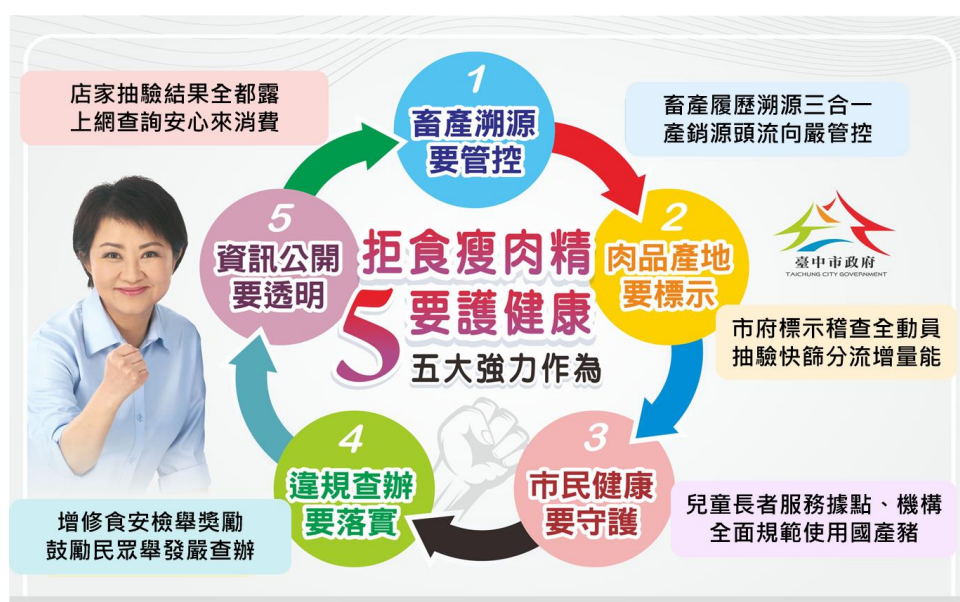 拒食瘦肉精
5要護健康
五大強力作為
1
畜產溯源
要管控
畜產履歷溯源三合一
產銷源頭流向嚴管控
2
肉品產地
要標示
臺中市政府
TAICHUNG CITY GOVERNMENT
市府標示稽查全動員
抽驗快篩分流增量能
3
市民健康
要守護
兒童長者服務據點、機構
全面規範使用國產豬
4
違規查辦
要落實
增修食安檢舉獎勵
鼓勵民眾舉發嚴查辦
5
資訊公開
要透明
店家抽驗結果全都露
上網查詢安心來消費